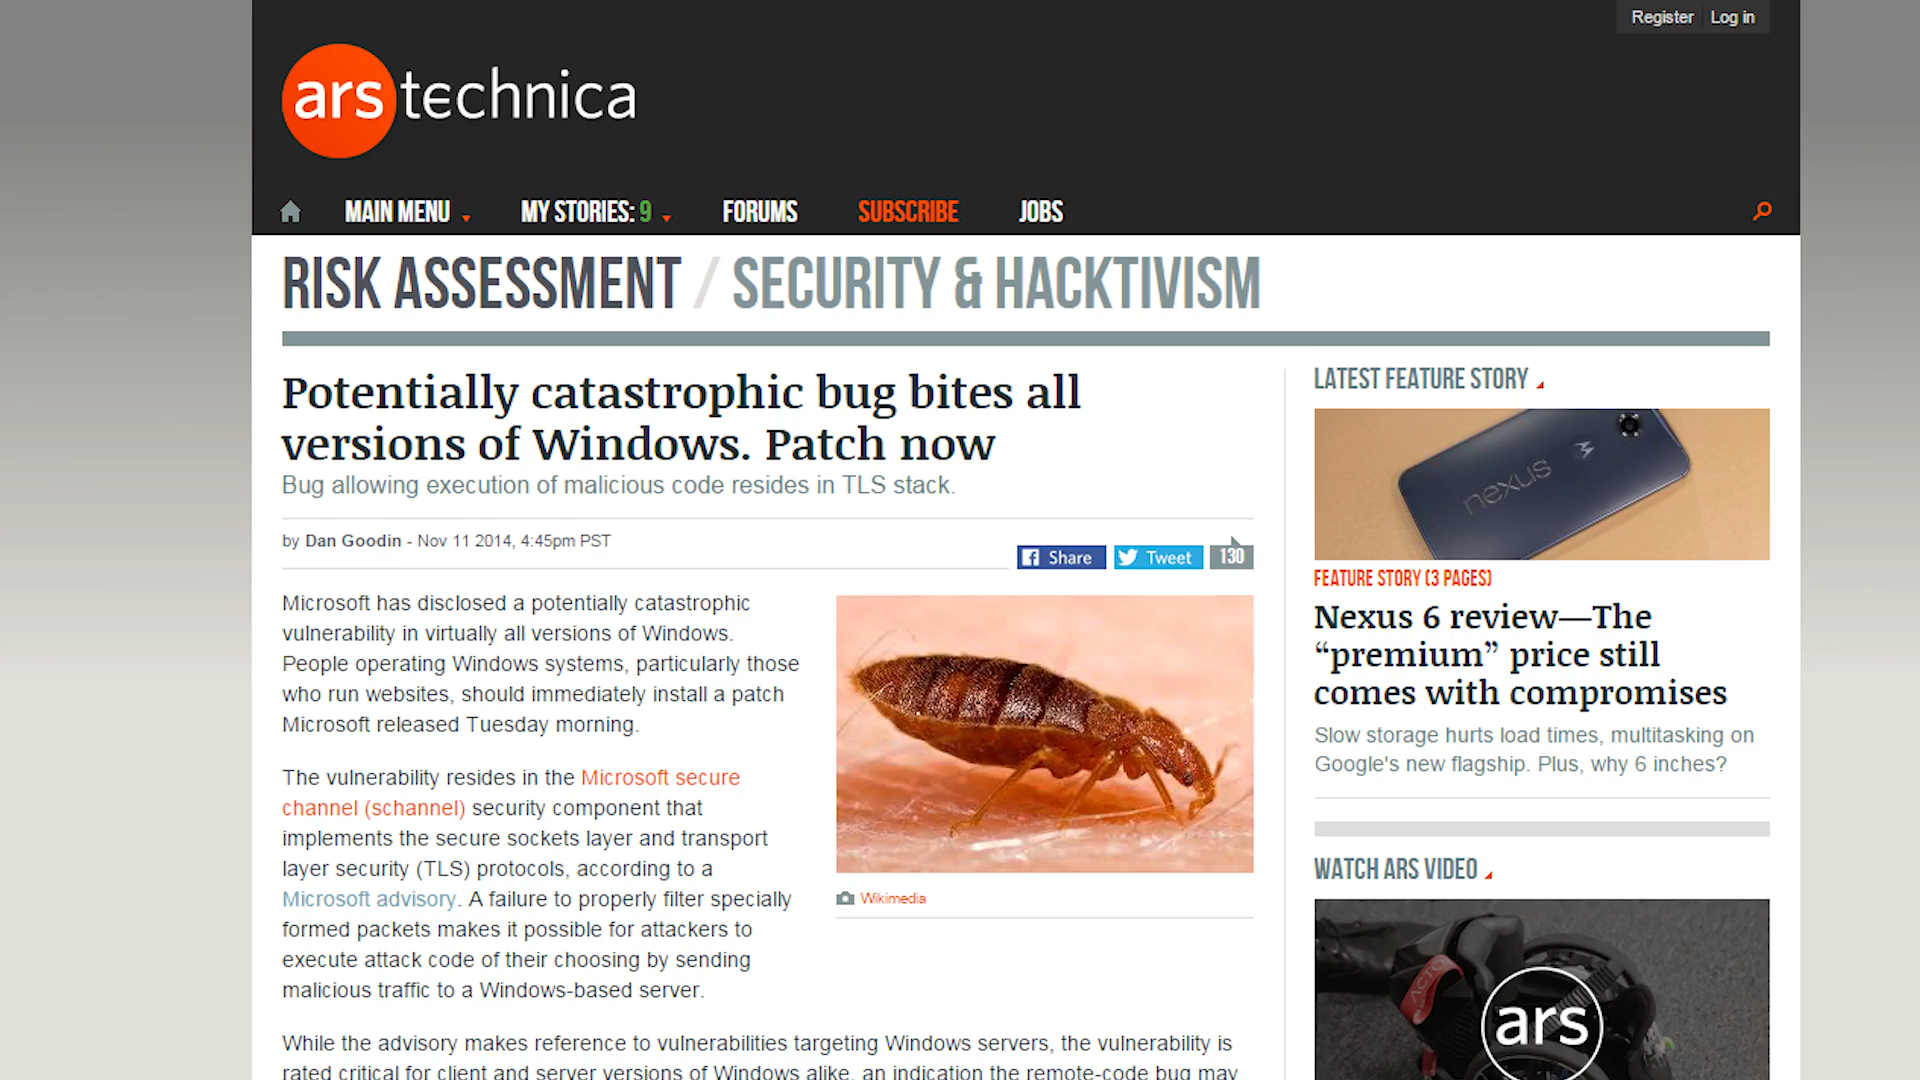 Register Log in
ars technica
MAIN MENU MY STORIES: 9 FORUMS SUBSCRIBE JOBS
RISK ASSESSMENT / SECURITY & HACKTIVISM
Potentially catastrophic bug bites all
versions of Windows. Patch now
Bug allowing execution of malicious code resides in TLS stack.
by Dan Goodin - Nov 11 2014, 4:45pm PST
Share Tweet 130
Microsoft has disclosed a potentially catastrophic
vulnerability in virtually all versions of Windows.
People operating Windows systems, particularly those
who run websites, should immediately install a patch
Microsoft released Tuesday morning.
The vulnerability resides in the Microsoft secure
channel (schannel) security component that
implements the secure sockets layer and transport
layer security (TLS) protocols, according to a
Microsoft advisory. A failure to properly filter specially
formed packets makes it possible for attackers to
execute attack code of their choosing by sending
malicious traffic to a Windows-based server.
Wikimedia
While the advisory makes reference to vulnerabilities targeting Windows servers, the vulnerability is
rated critical for client and server versions of Windows alike, an indication the remote-code bug may
LATEST FEATURE STORY
nexus
FEATURE STORY (3 PAGES)
Nexus 6 review—The
“premium” price still
comes with compromises
Slow storage hurts load times, multitasking on
Google's new flagship. Plus, why 6 inches?
WATCH ARS VIDEO
ars